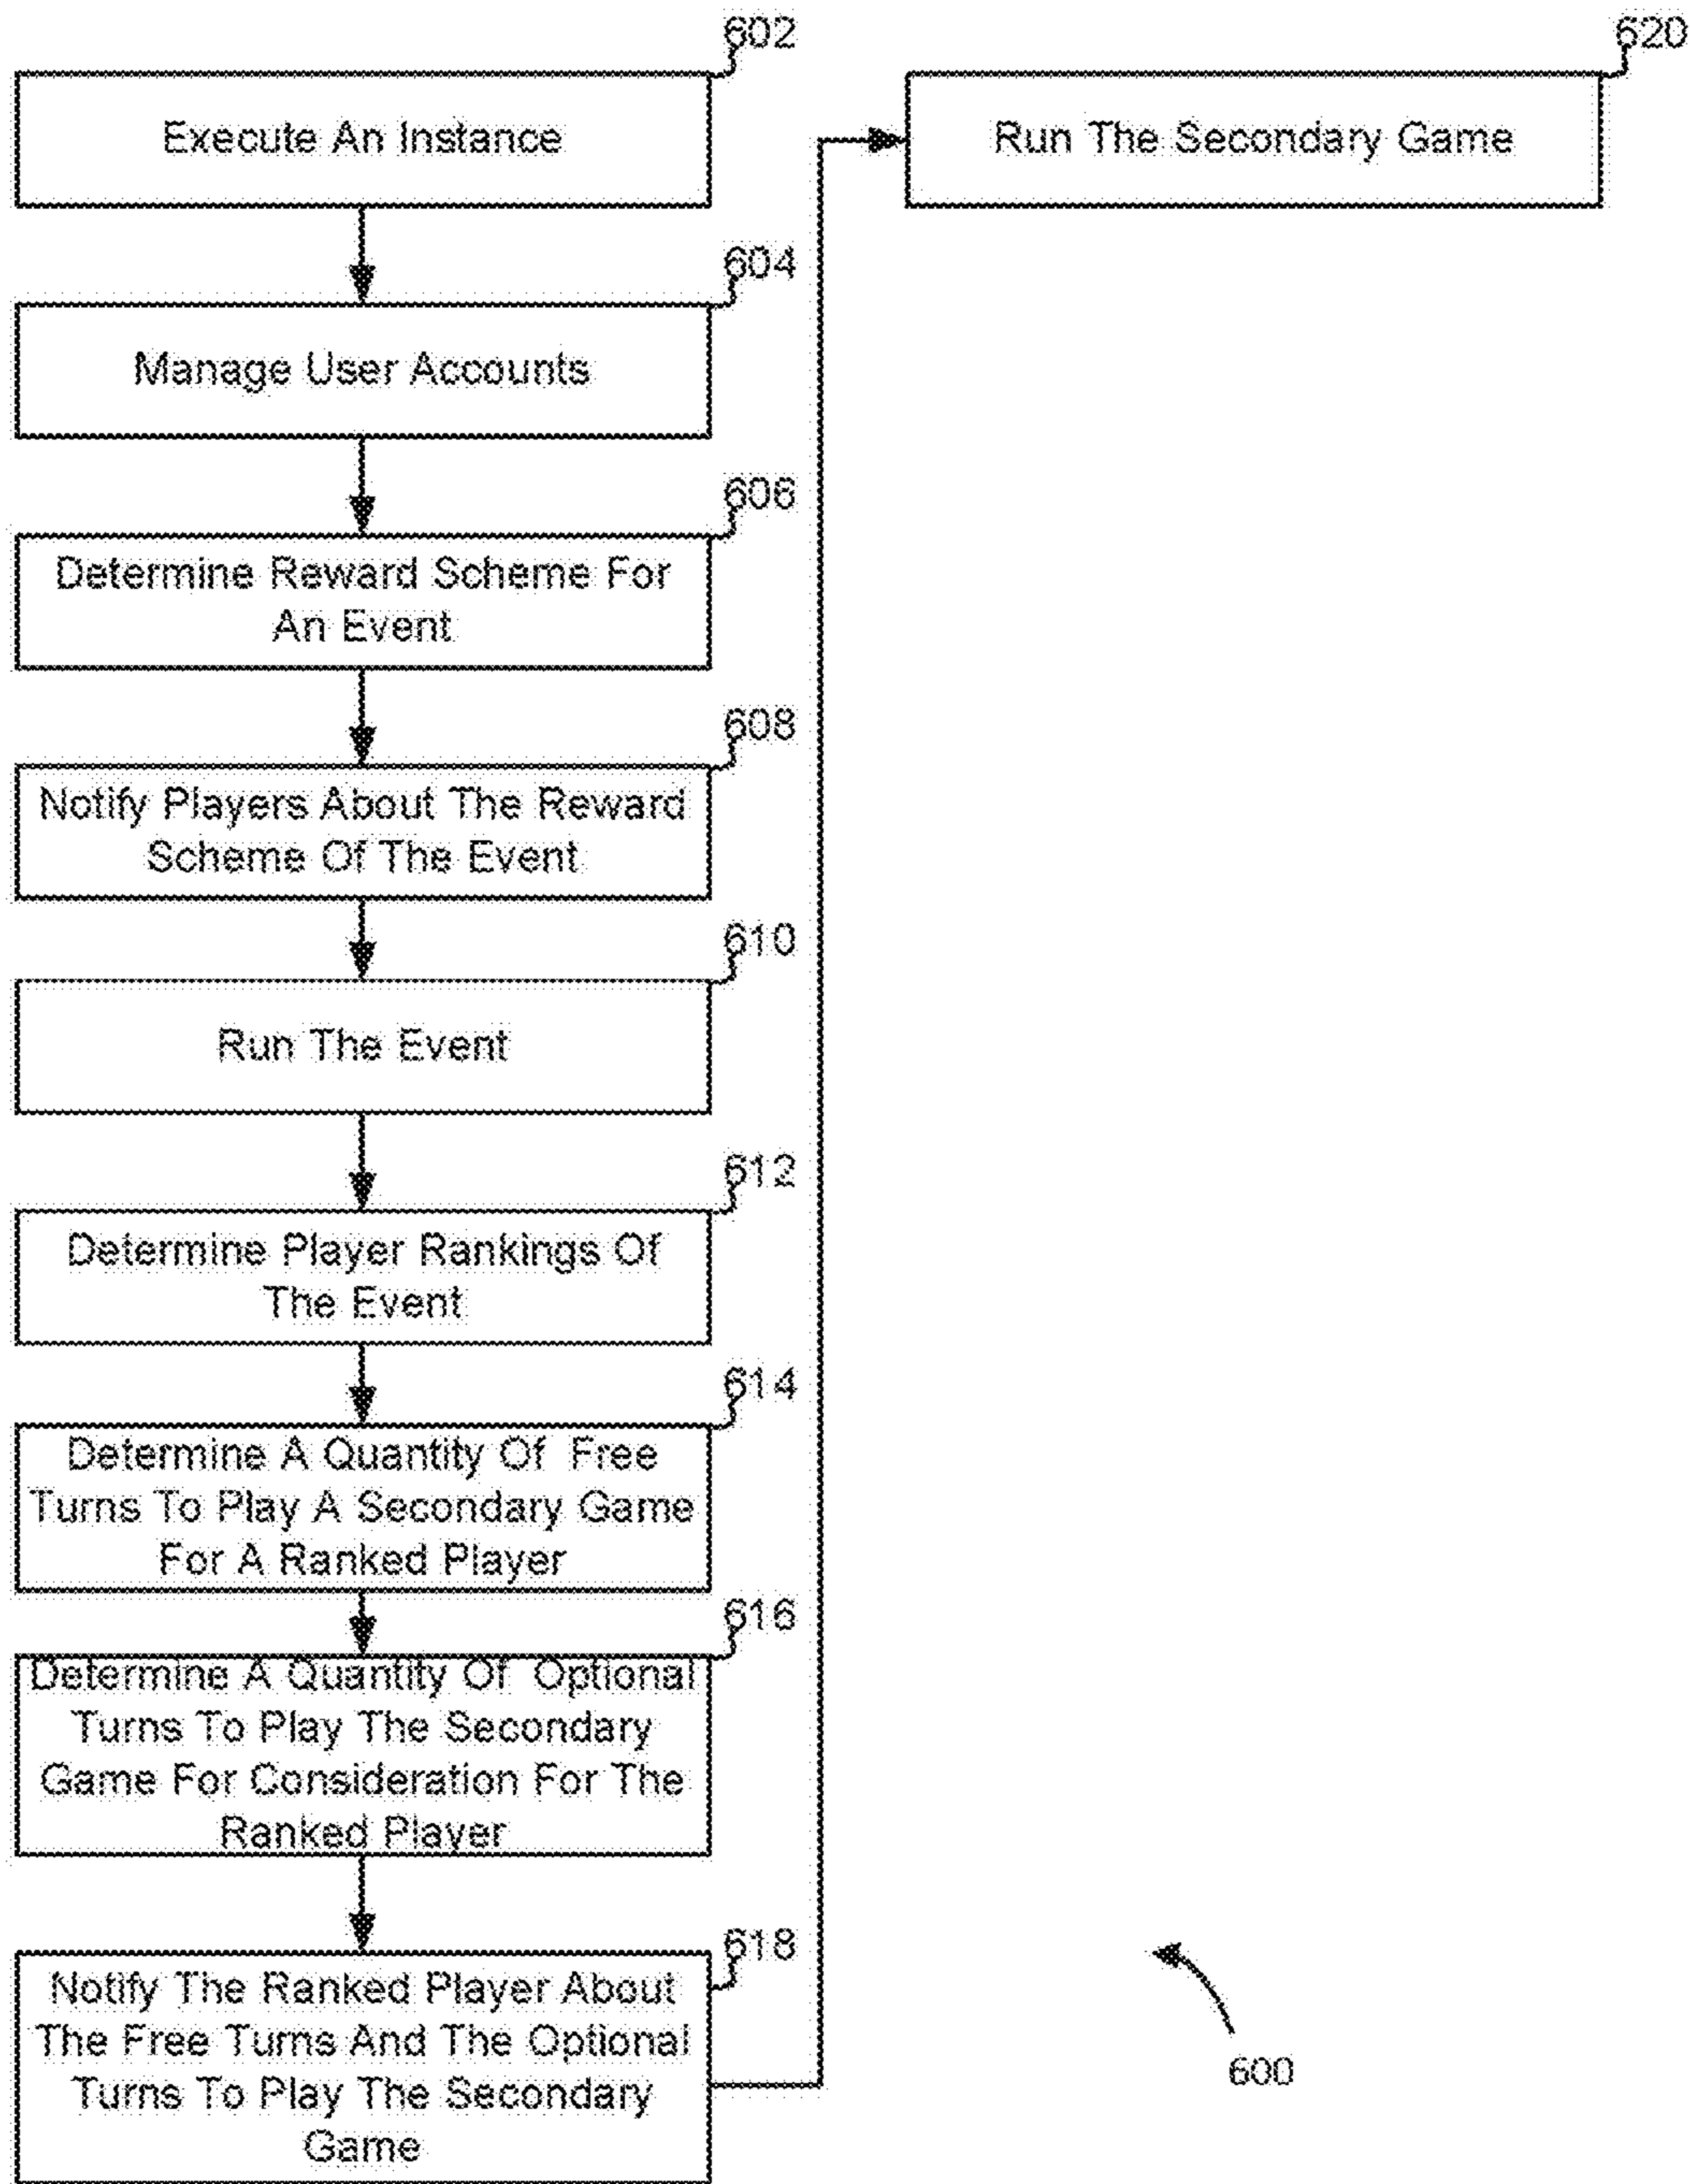 602
Execute An Instance
604
Manage User Accounts
606
Determine Reward Scheme For
An Event
608
Notify Players About The Reward
Scheme Of The Event
610
Run The Event
612
Determine Player Rankings Of
The Event
614
Determine A Quantity Of Free
Turns To Play A Secondary Game
For A Ranked Player
616
Determine A Quantity Of Optional
Turns To Play The Secondary
Game For Consideration For The
Ranked Player
618
Notify The Ranked Player About
The Free Turns And The Optional
Turns To Play The Secondary
Game
620
Run The Secondary Game
600